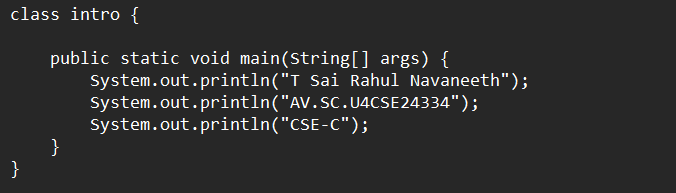 class intro {
    public static void main(String[] args) {
        System.out.println("T Sai Rahul Navaneeth");
        System.out.println("AV.SC.U4CSE24334");
        System.out.println("CSE-C");
    }
}